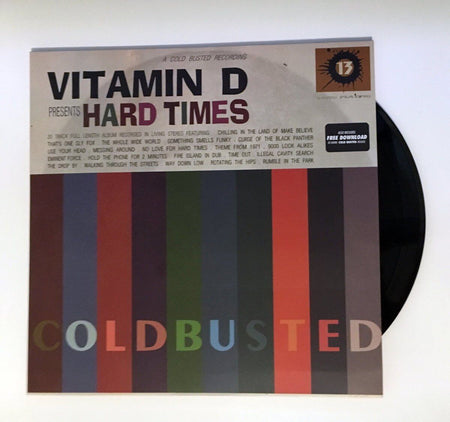 A COLD BUSTED RECORDING
13
VITAMIN D
PRESENTS HARD TIMES
20 TRACK FULL LENGTH ALBUM RECORDED IN LIVING STEREO FEATURING . CHILLING IN THE LAND OF MAKE BELIEVE
THAT'S ONE SLY FOX . THE WHOLE WIDE WORLD . SOMETHING SMELLS FUNKY . CURSE OF THE BLACK PANTHER
USE YOUR HEAD . MESSING AROUND . NO LOVE FOR HARD TIMES . THEME FROM 1971 . 9000 LOOK ALIKES
EMINENT FORCE . HOLD THE PHONE FOR 2 MINUTES . FIRE ISLAND IN DUB . TIME OUT . ILLEGAL CAVITY SEARCH
THE DROP BY . WALKING THROUGH THE STREETS . WAY DOWN LOW . ROTATING THE HIPS . RUMBLE IN THE PARK
FREE DOWNLOAD
COLDBUSTED